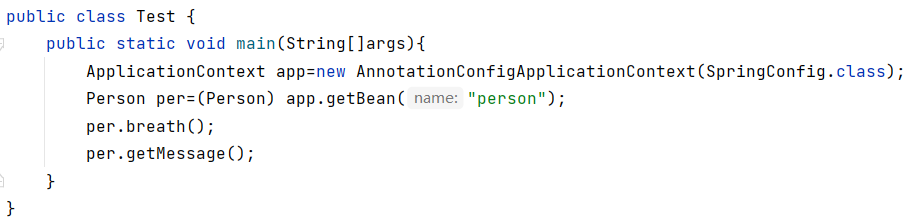 public class Test {
    public static void main(String[]args){
        ApplicationContext app=new AnnotationConfigApplicationContext(SpringConfig.class);
        Person per=(Person) app.getBean( name: "person");
        per.breath();
        per.getMessage();
    }
}